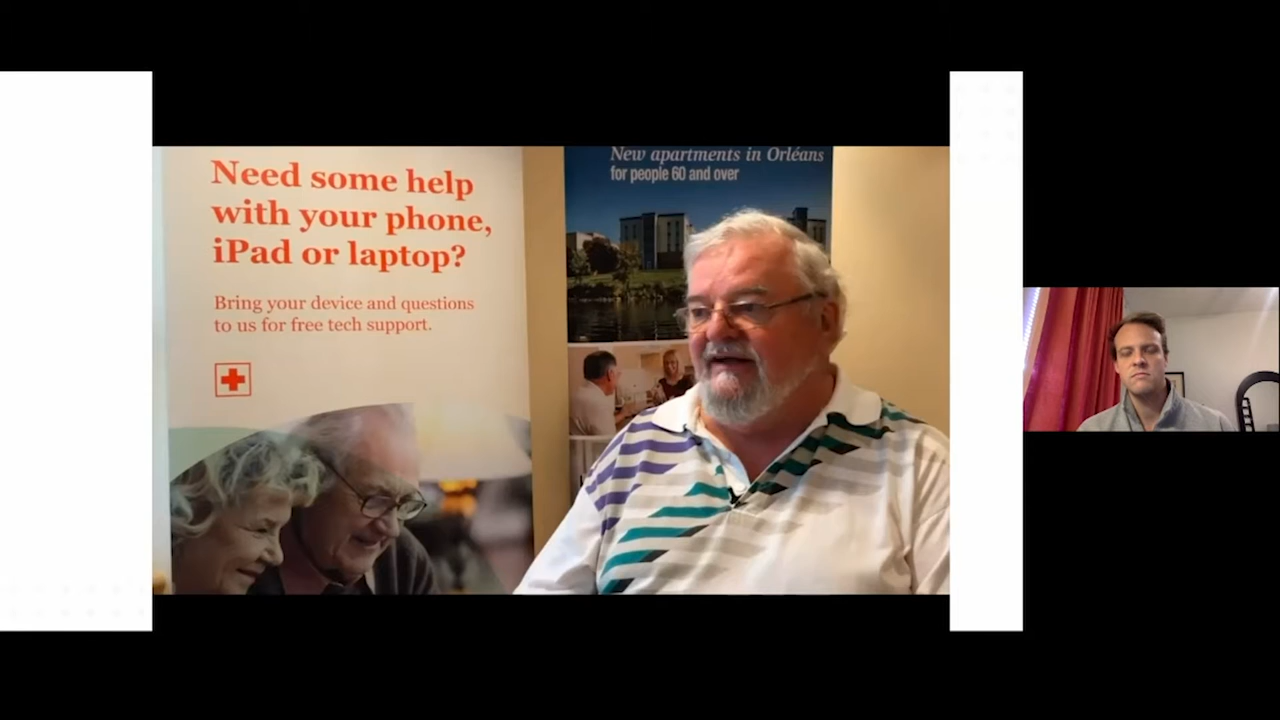 Need some help
with your phone,
iPad or laptop?
Bring your device and questions
to us for free tech support.
New apartments in Orléans
for people 60 and over